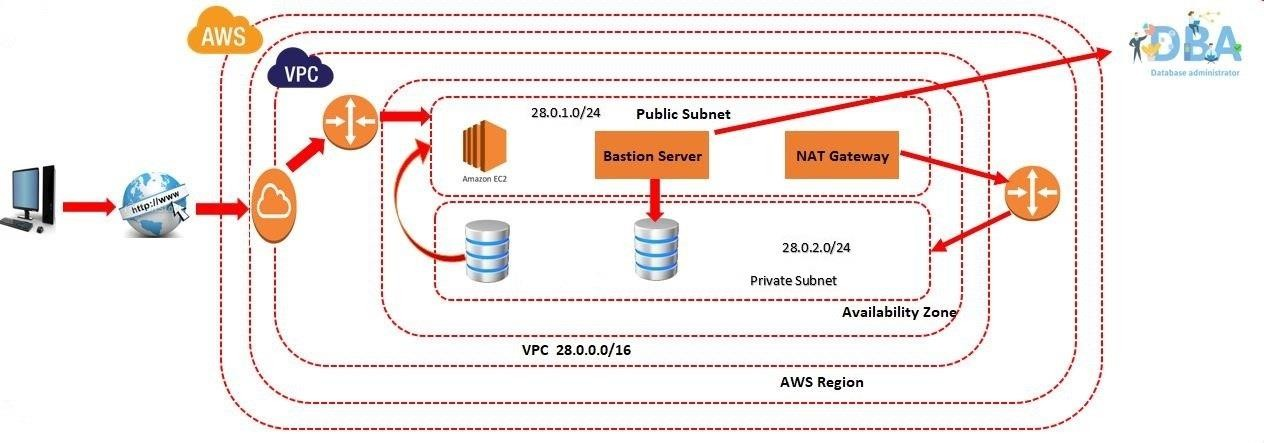 AWS
VPC
DBA
Database administrator
28.0.1.0/24
Public Subnet
Amazon EC2
Bastion Server
NAT Gateway
http://www
28.0.2.0/24
Private Subnet
Availability Zone
VPC 28.0.0.0/16
AWS Region